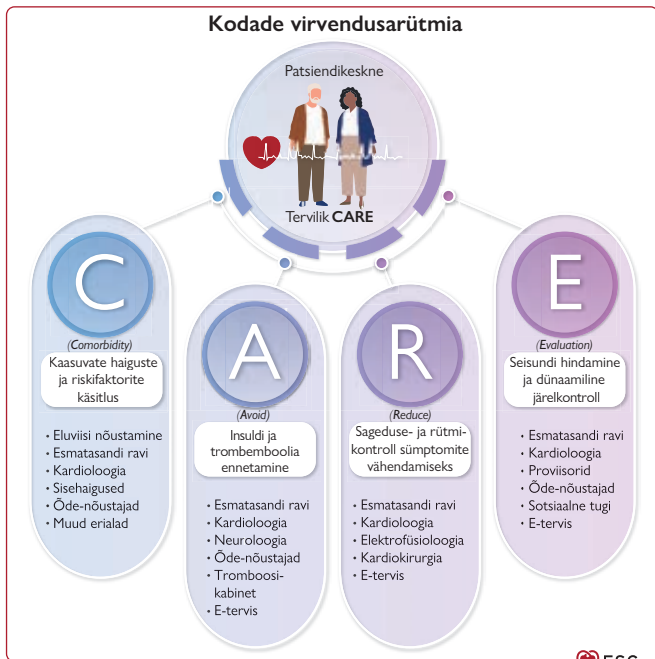 Kodade virvendusarütmia
Patsiendikeskne
Tervilik CARE
C
(Comorbidity)
Kaasuvate haiguste
ja riskifaktorite
käsitlus
• Eluviisi nõustamine
• Esmatasandi ravi
• Kardioloogia
• Sisehaigused
• Õde-nõustajad
• Muud erialad
A
(Avoid)
Insuldi ja
trombemboolia
ennetamine
• Esmatasandi ravi
• Kardioloogia
• Neuroloogia
• Õde-nõustajad
• Tromboosi-
kabinet
• E-tervis
R
(Reduce)
Sageduse- ja rütmi-
kontroll sümptomite
vähendamiseks
• Esmatasandi ravi
• Kardioloogia
• Elektrofüsioloogia
• Kardiokirurgia
• E-tervis
E
(Evaluation)
Seisundi hindamine
ja dünaamiline
järelkontroll
• Esmatasandi ravi
• Kardioloogia
• Proviisorid
• Õde-nõustajad
• Sotsiaalne tugi
• E-tervis
ESC